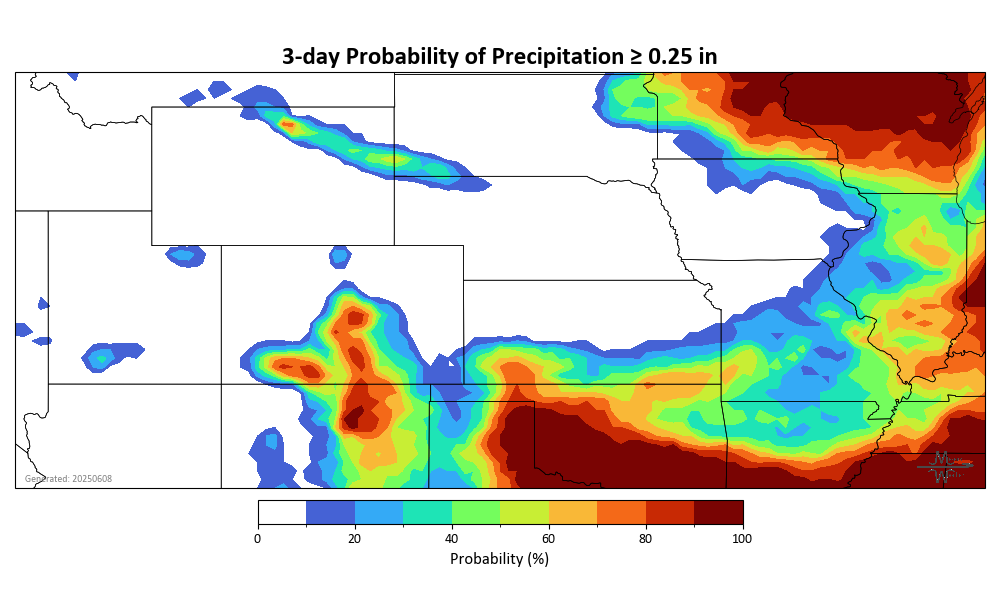 3-day Probability of Precipitation ≥ 0.25 in
Generated: 20250608
0 20 40 60 80 100
Probability (%)